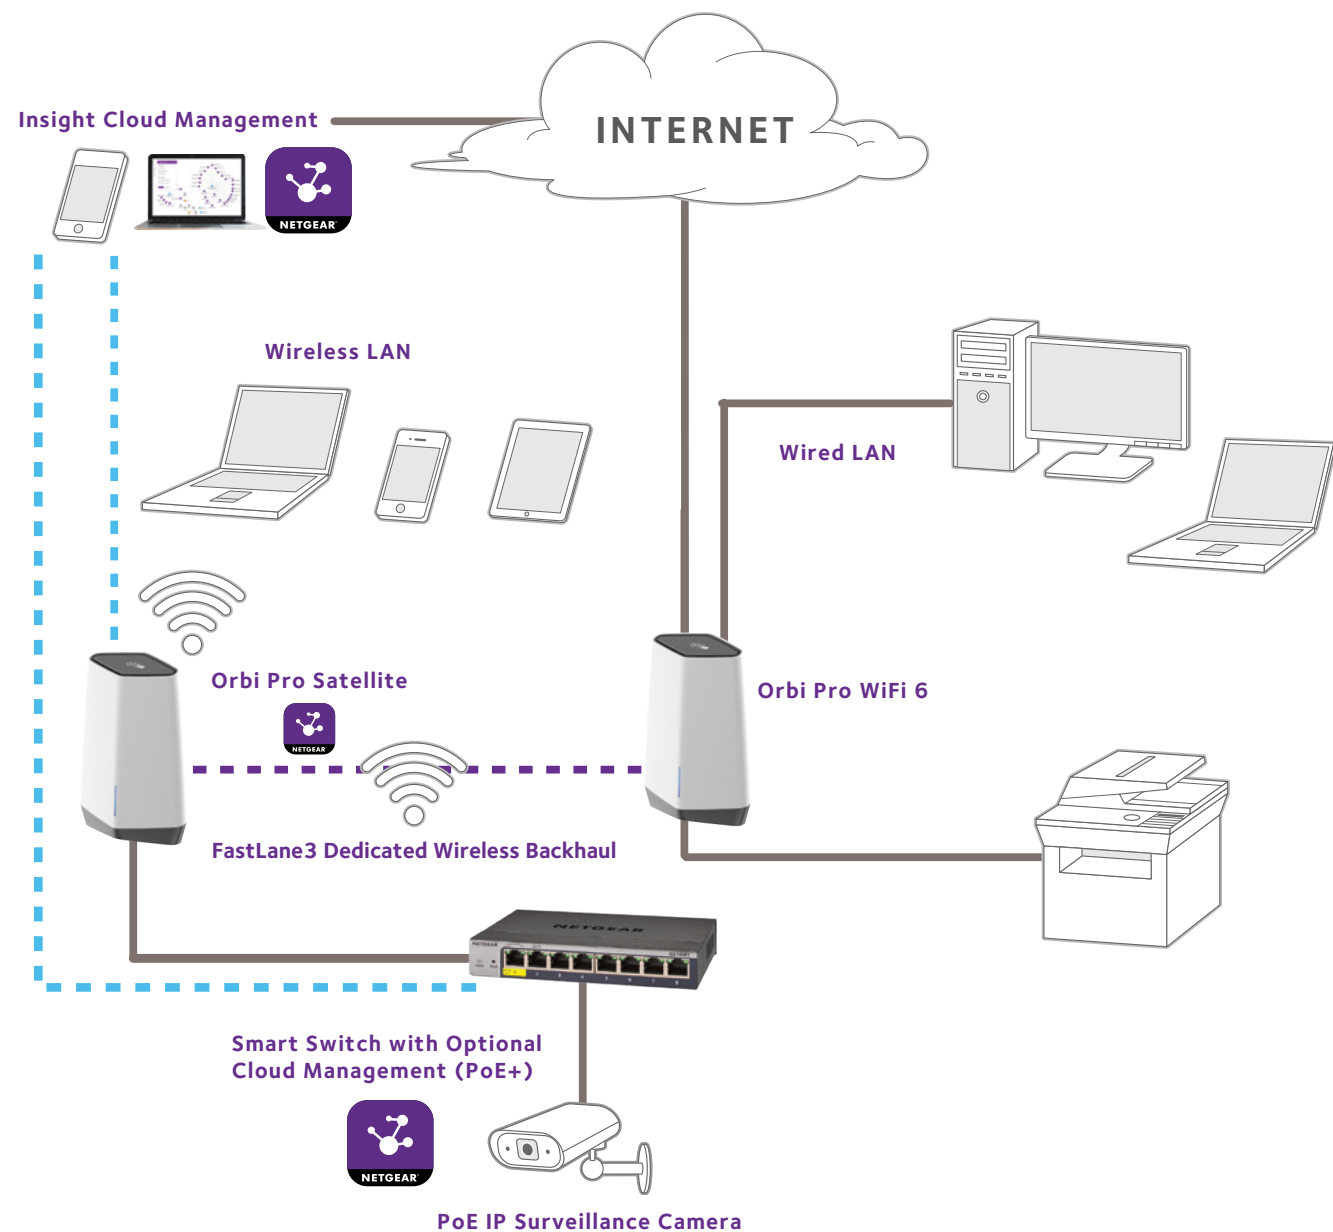 INTERNET
Insight Cloud Management
NETGEAR
Wireless LAN
Wired LAN
Orbi Pro Satellite
NETGEAR
Orbi Pro WiFi 6
FastLane3 Dedicated Wireless Backhaul
NETGEAR
NETGEAR
Smart Switch with Optional
Cloud Management (PoE+)
NETGEAR
PoE IP Surveillance Camera